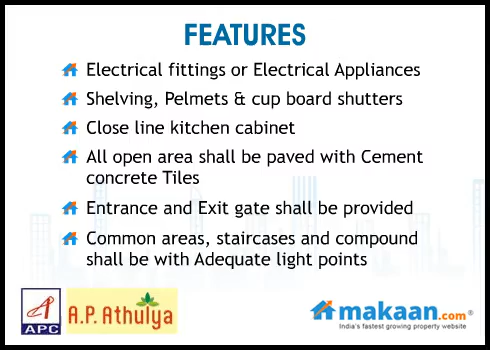 FEATURES
Electrical fittings or Electrical Appliances
Shelving, Pelmets & cup board shutters
Close line kitchen cabinet
All open area shall be paved with Cement
concrete Tiles
Entrance and Exit gate shall be provided
Common areas, staircases and compound
shall be with Adequate light points
APC
A.P. Athulya
makaan.com®
India's fastest growing property website